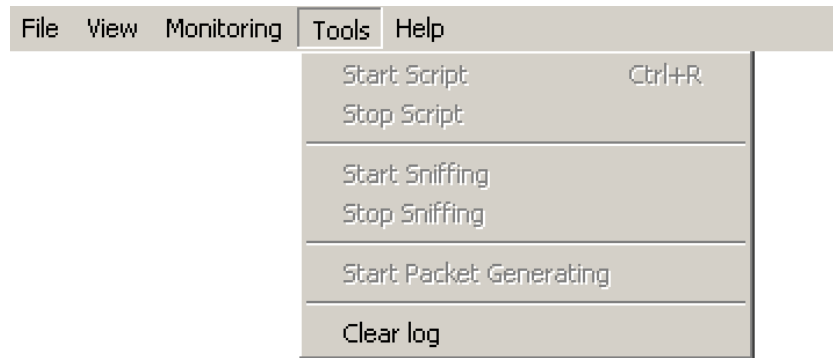 File View Monitoring Tools Help
Start Script Ctrl+R
Stop Script
Start Sniffing
Stop Sniffing
Start Packet Generating
Clear log